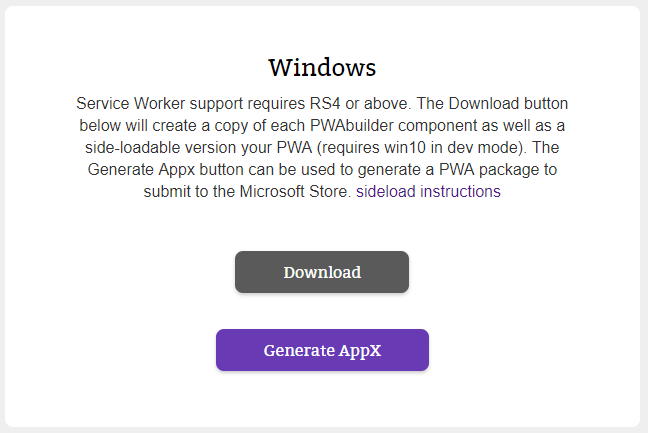 Windows
Service Worker support requires RS4 or above. The Download button
below will create a copy of each PWAbuilder component as well as a
side-loadable version your PWA (requires win10 in dev mode). The
Generate Appx button can be used to generate a PWA package to
submit to the Microsoft Store. sideload instructions
Download
Generate AppX